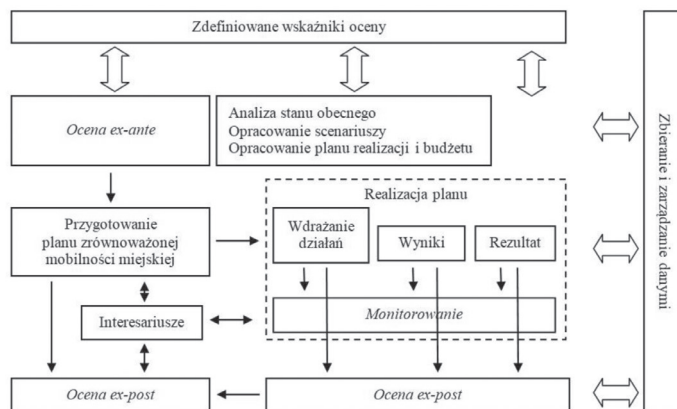 Zdefiniowane wskaźniki oceny
Ocena ex-ante
Analiza stanu obecnego
Opracowanie scenariuszy
Opracowanie planu realizacji i budżetu
Zbieranie i zarządzanie danymi
Realizacja planu
Przygotowanie
planu zrównoważonej
mobilności miejskiej
Wdrażanie
działań
Wyniki
Rezultat
Interesariusze
Monitorowanie
Ocena ex-post
Ocena ex-post